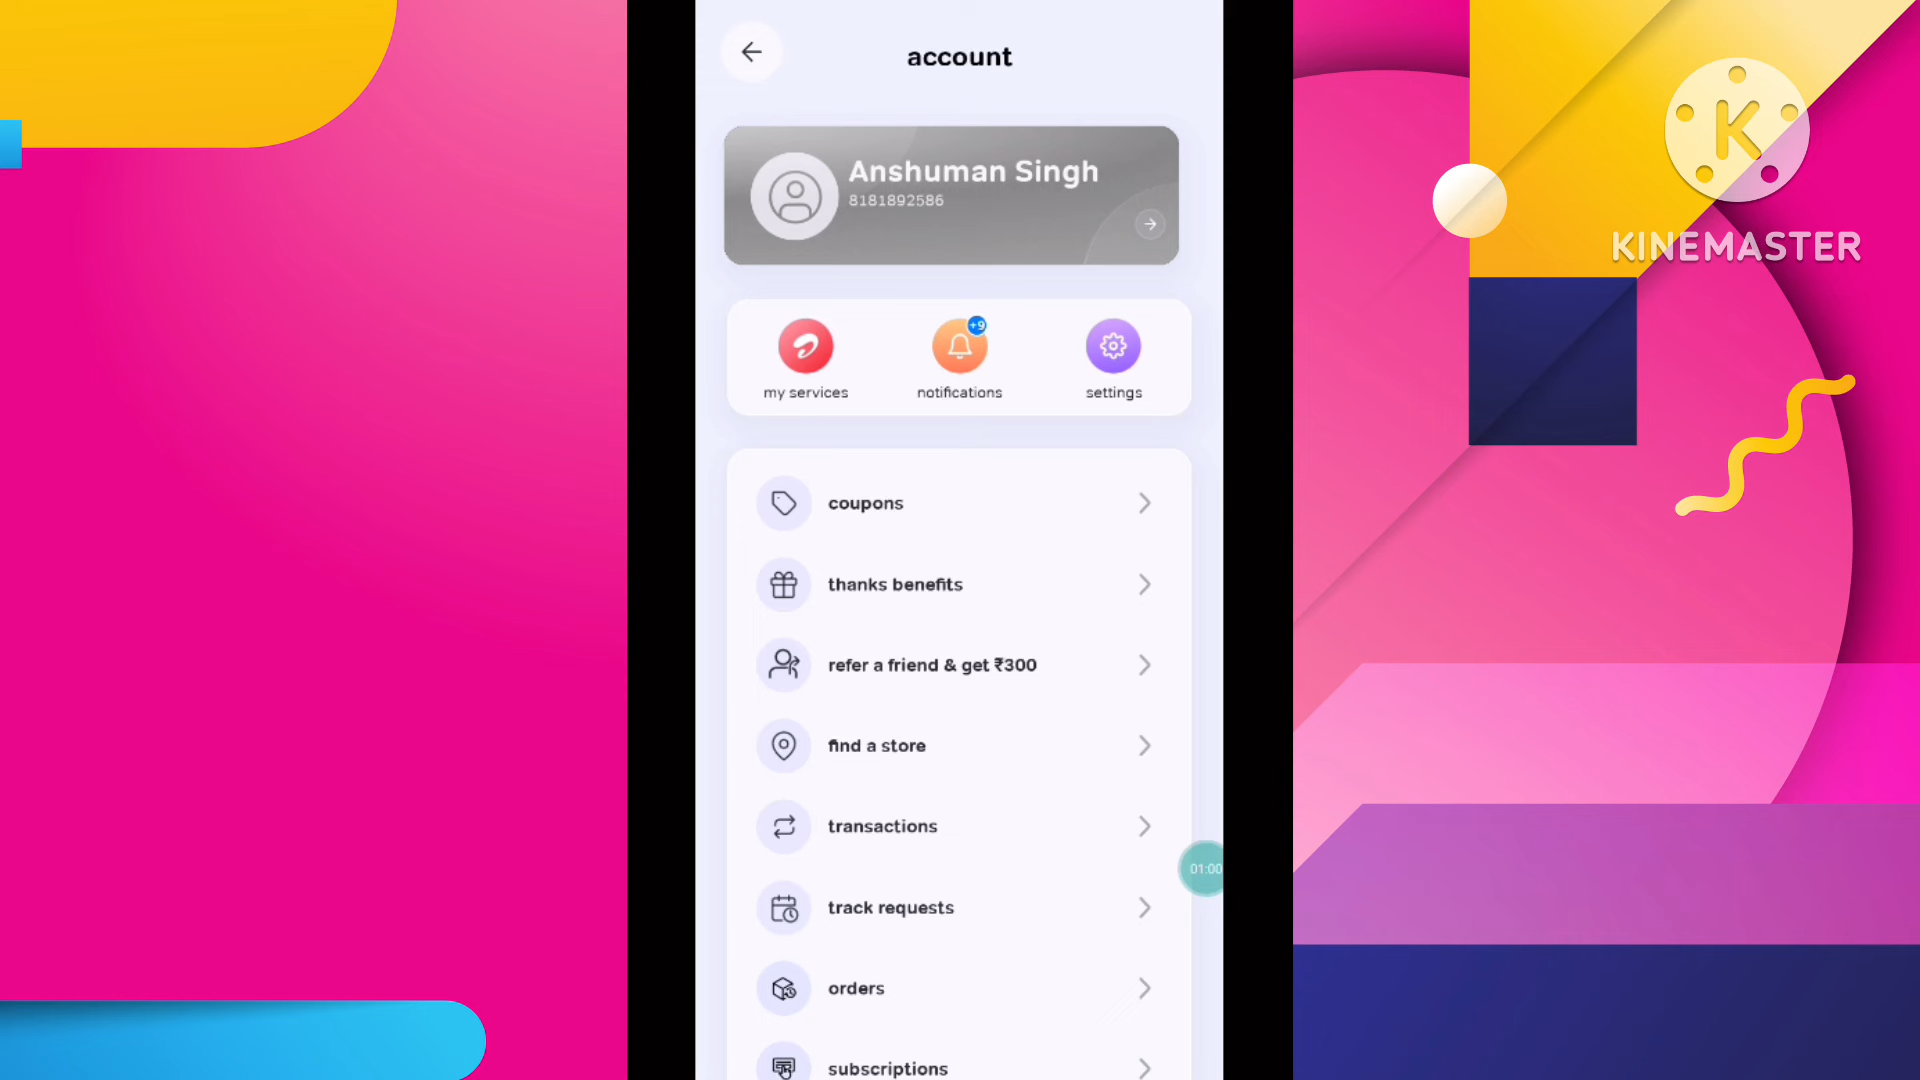 account
Anshuman Singh
8181892586
+9
my services
notifications
settings
coupons
thanks benefits
refer a friend & get ₹300
find a store
transactions
track requests
orders
subscriptions
01:00
K
KINEMASTER